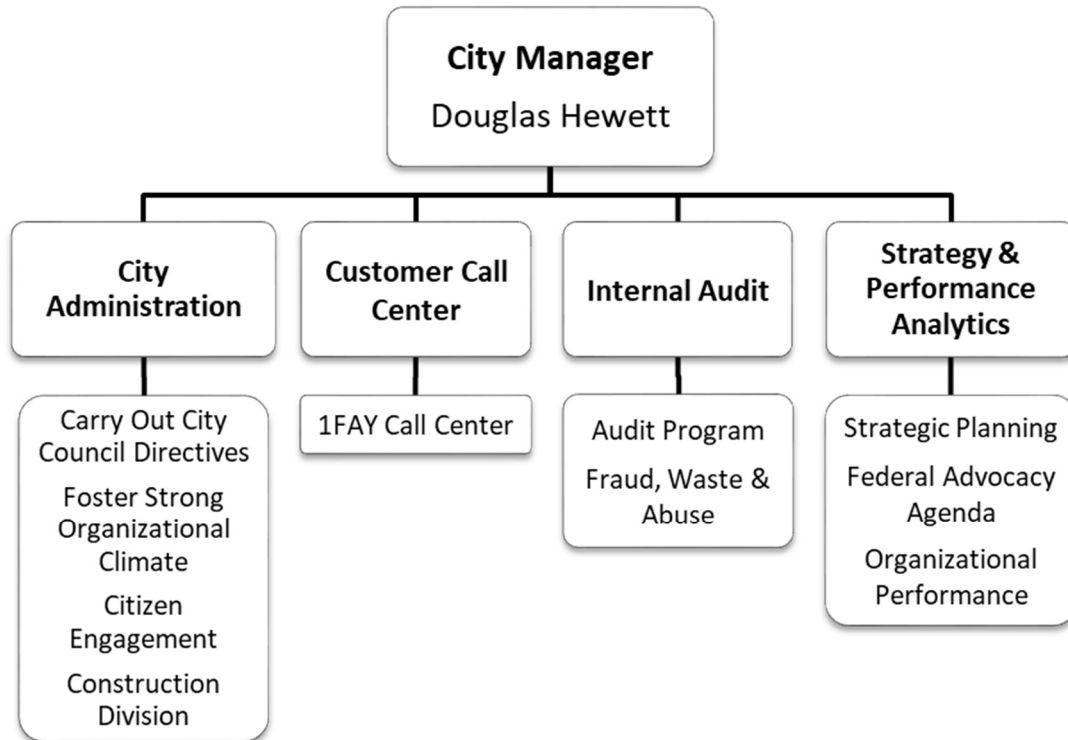 City Manager
Douglas Hewett
City
Administration
Customer Call
Center
Internal Audit
Strategy &
Performance
Analytics
Carry Out City
Council Directives
Foster Strong
Organizational
Climate
Citizen
Engagement
Construction
Division
1FAY Call Center
Audit Program
Fraud, Waste &
Abuse
Strategic Planning
Federal Advocacy
Agenda
Organizational
Performance